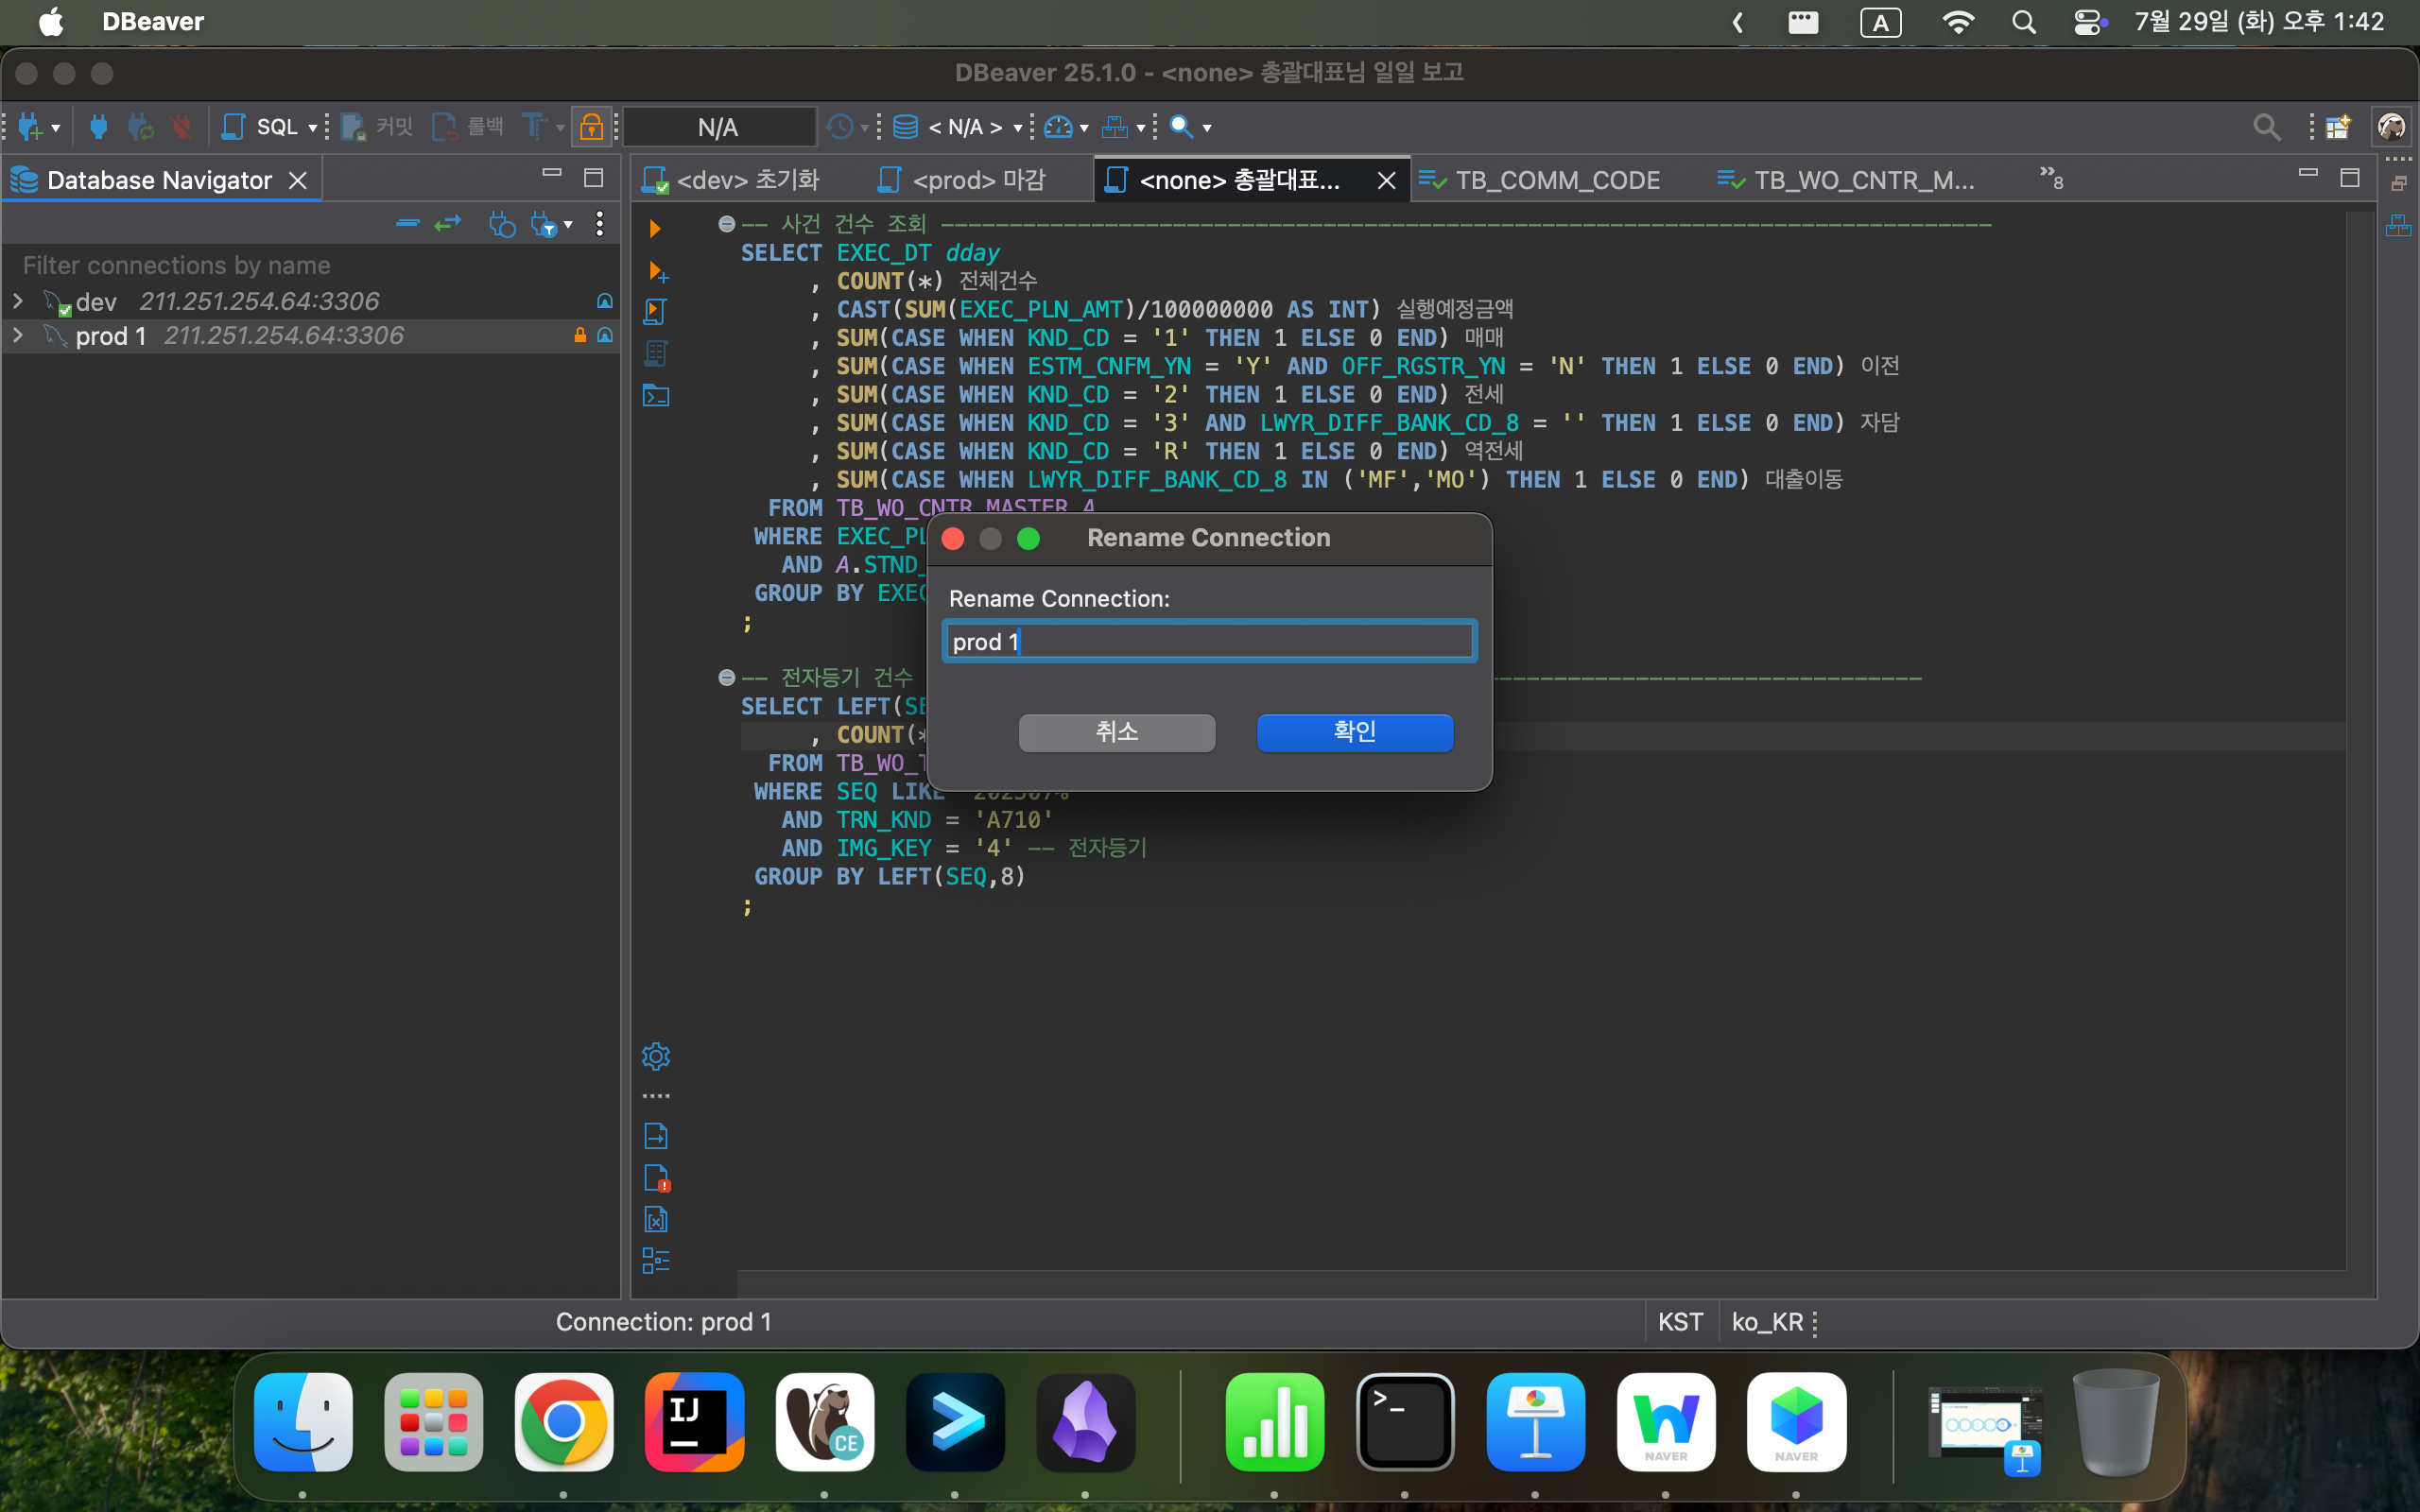 DBeaver
A
7월 29일 (화) 오후 1:42
DBeaver 25.1.0 - <none> 총괄대표님 일일 보고
SQL
커밋
롤백
N/A
< N/A >
Database Navigator
<dev> 초기화
<prod> 마감
<none> 총괄대표...
TB_COMM_CODE
TB_WO_CNTR_M...
»8
Filter connections by name
dev 211.251.254.64:3306
prod 1 211.251.254.64:3306
-- 사건 건수 조회 -----------------------------------------------------------------------------
SELECT EXEC_DT dday
, COUNT(*) 전체건수
, CAST(SUM(EXEC_PLN_AMT)/100000000 AS INT) 실행예정금액
, SUM(CASE WHEN KND_CD = '1' THEN 1 ELSE 0 END) 매매
, SUM(CASE WHEN ESTM_CNFM_YN = 'Y' AND OFF_RGSTR_YN = 'N' THEN 1 ELSE 0 END) 이전
, SUM(CASE WHEN KND_CD = '2' THEN 1 ELSE 0 END) 전세
, SUM(CASE WHEN KND_CD = '3' AND LWYR_DIFF_BANK_CD_8 = '' THEN 1 ELSE 0 END) 자담
, SUM(CASE WHEN KND_CD = 'R' THEN 1 ELSE 0 END) 역전세
, SUM(CASE WHEN LWYR_DIFF_BANK_CD_8 IN ('MF','MO') THEN 1 ELSE 0 END) 대출이동
FROM TB_WO_CNTR_MASTER A
WHERE EXEC_PL
AND A.STND_
GROUP BY EXEC
;
-- 전자등기 건수
SELECT LEFT(SE
, COUNT(*
FROM TB_WO_T
WHERE SEQ LIKE '202507%
AND TRN_KND = 'A710'
AND IMG_KEY = '4' -- 전자등기
GROUP BY LEFT(SEQ,8)
;
Rename Connection
Rename Connection:
prod 1
취소
확인
Connection: prod 1
KST
ko_KR
IJ
CE
>_
NAVER
NAVER